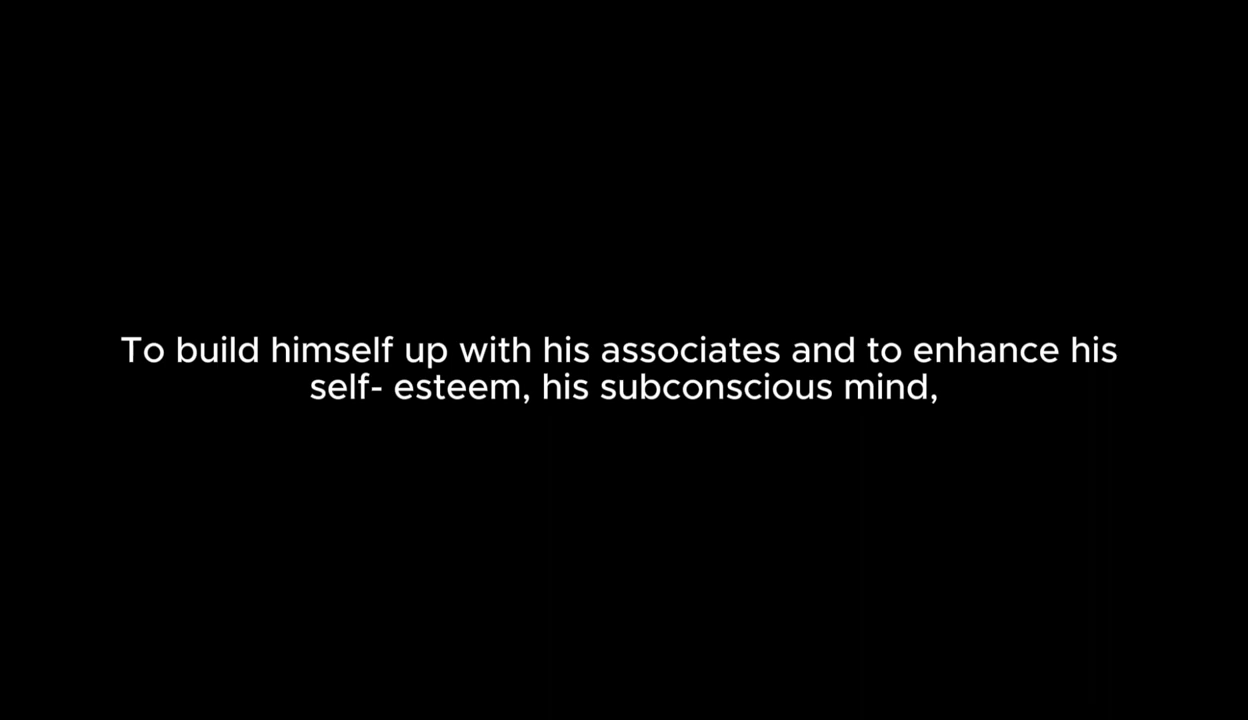 To build himself up with his associates and to enhance his
self- esteem, his subconscious mind,